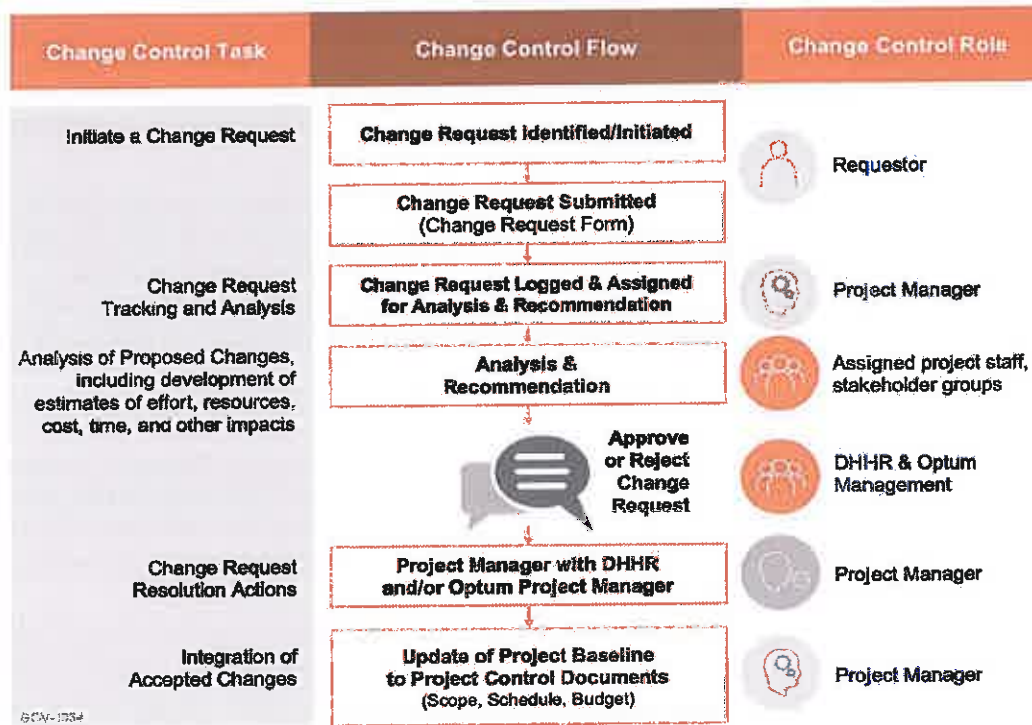 Change Control Task
Change Control Flow
Change Control Role
Initiate a Change Request
Change Request Identified/Initiated
Requestor
Change Request Submitted
(Change Request Form)
Change Request
Tracking and Analysis
Change Request Logged & Assigned
for Analysis & Recommendation
Project Manager
Analysis of Proposed Changes,
including development of
estimates of effort, resources,
cost, time, and other impacts
Analysis &
Recommendation
Assigned project staff,
stakeholder groups
Approve
or Reject
Change
Request
DHHR & Optum
Management
Change Request
Resolution Actions
Project Manager with DHHR
and/or Optum Project Manager
Project Manager
Integration of
Accepted Changes
Update of Project Baseline
to Project Control Documents
(Scope, Schedule, Budget)
Project Manager